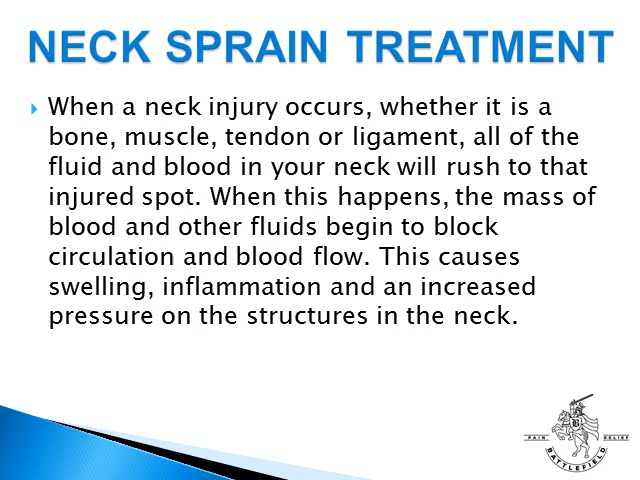 NECK SPRAIN TREATMENT
When a neck injury occurs, whether it is a
bone, muscle, tendon or ligament, all of the
fluid and blood in your neck will rush to that
injured spot. When this happens, the mass of
blood and other fluids begin to block
circulation and blood flow. This causes
swelling, inflammation and an increased
pressure on the structures in the neck.
B
PAIN RELIEF
BATTLEFIELD